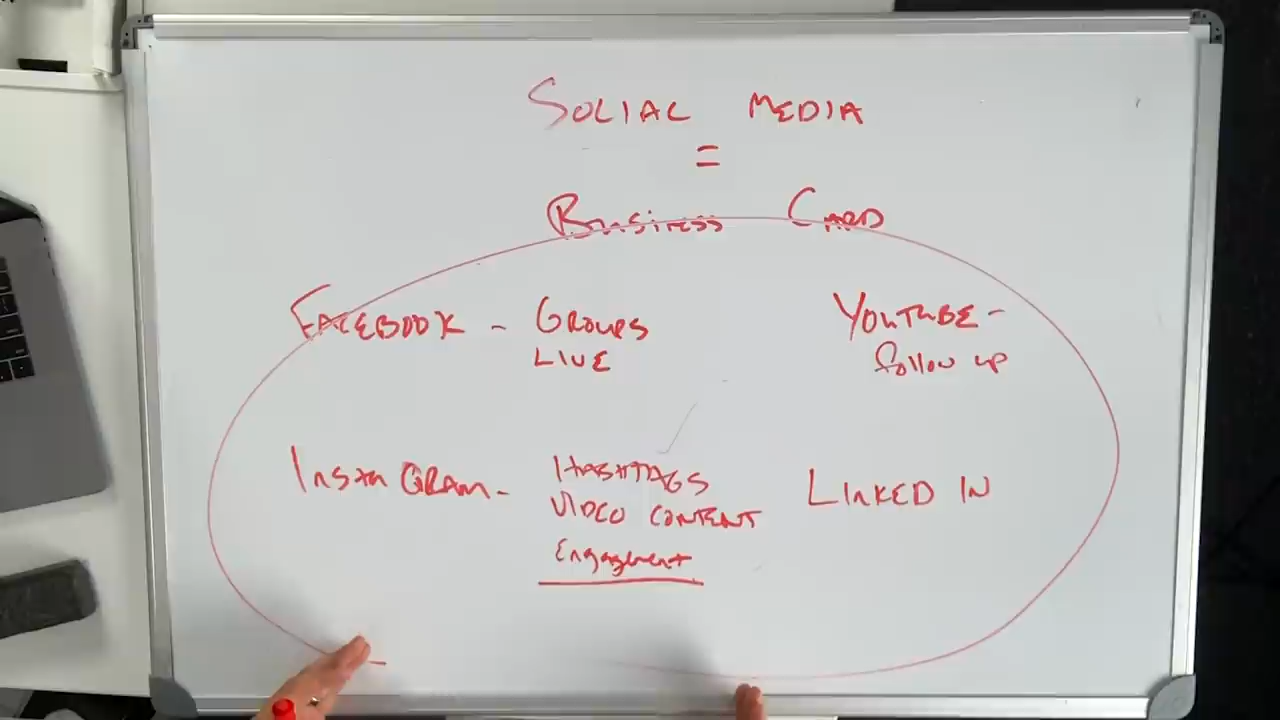 SOCIAL MEDIA
=
Business CARD
FACEBOOK - GROUPS
LIVE
YOUTUBE -
follow up
INSTAGRAM -
HASHTAGS
VIDEO CONTENT
Engagement
LINKED IN